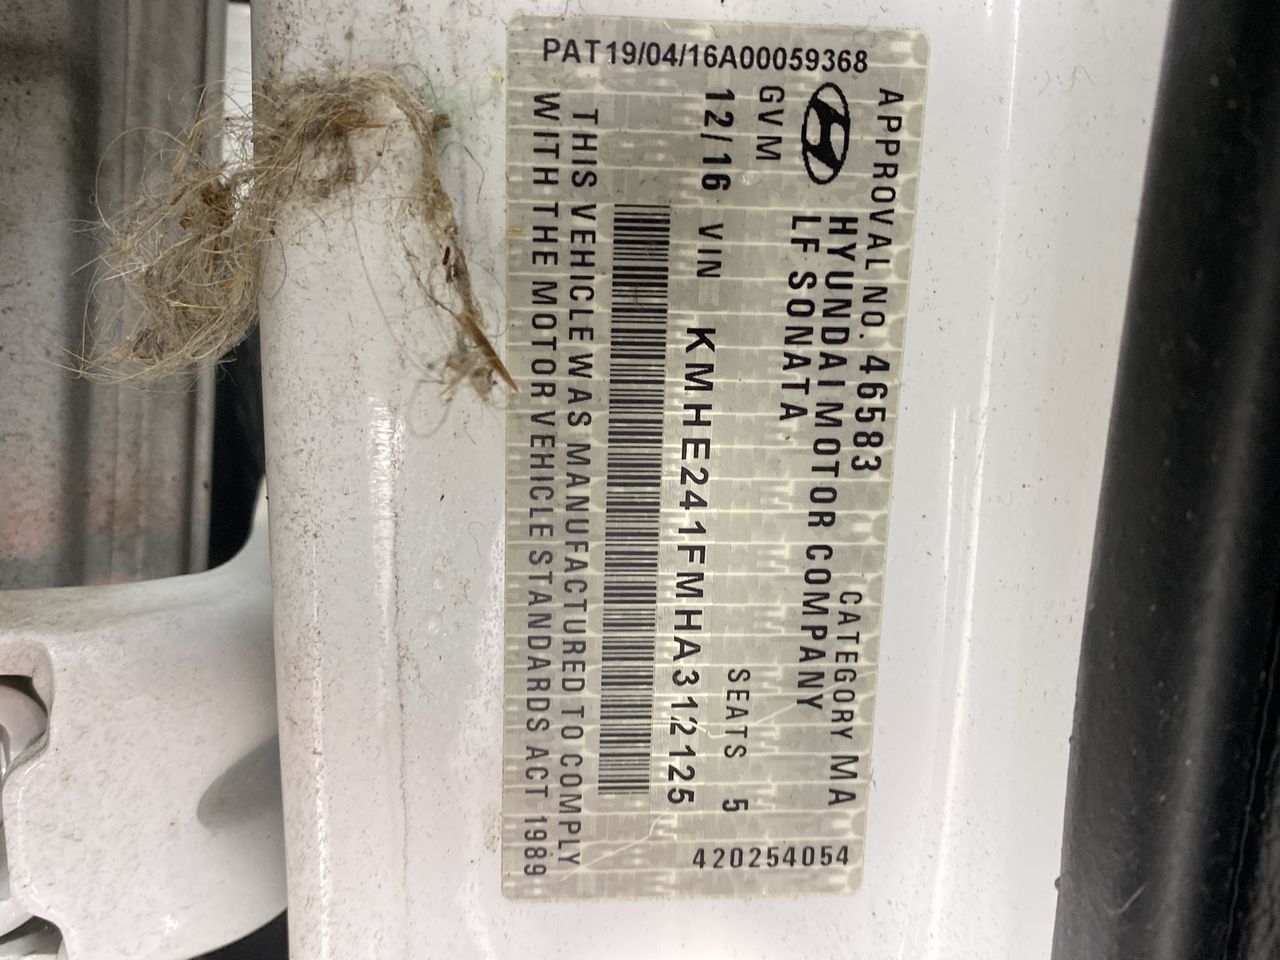 PAT19/04/16A00059368
APPROVAL NO. 46583 CATEGORY MA
HYUNDAI MOTOR COMPANY
LF SONATA
GVM
SEATS 5
12/16 VIN KMHE241FMHA312125
THIS VEHICLE WAS MANUFACTURED TO COMPLY
WITH THE MOTOR VEHICLE STANDARDS ACT 1989
420254054